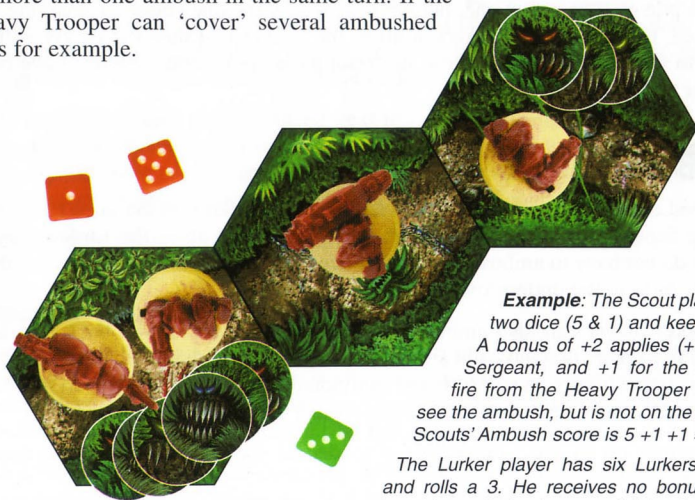 more than one ambush in the same turn. If the
avy Trooper can ‘cover’ several ambushed
s for example.
Example: The Scout pla
two dice (5 & 1) and kee
A bonus of +2 applies (+
Sergeant, and +1 for the
fire from the Heavy Trooper
see the ambush, but is not on the
Scouts’ Ambush score is 5 +1 +1
The Lurker player has six Lurkers
and rolls a 3. He receives no bonu